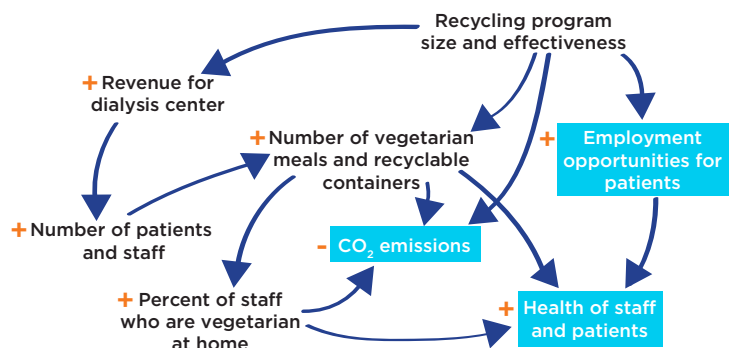 Recycling program
size and effectiveness
+ Revenue for
dialysis center
+ Number of vegetarian
meals and recyclable
containers
+ Employment
opportunities for
patients
+ Number of patients
and staff
- CO₂ emissions
+ Percent of staff
who are vegetarian
at home
+ Health of staff
and patients